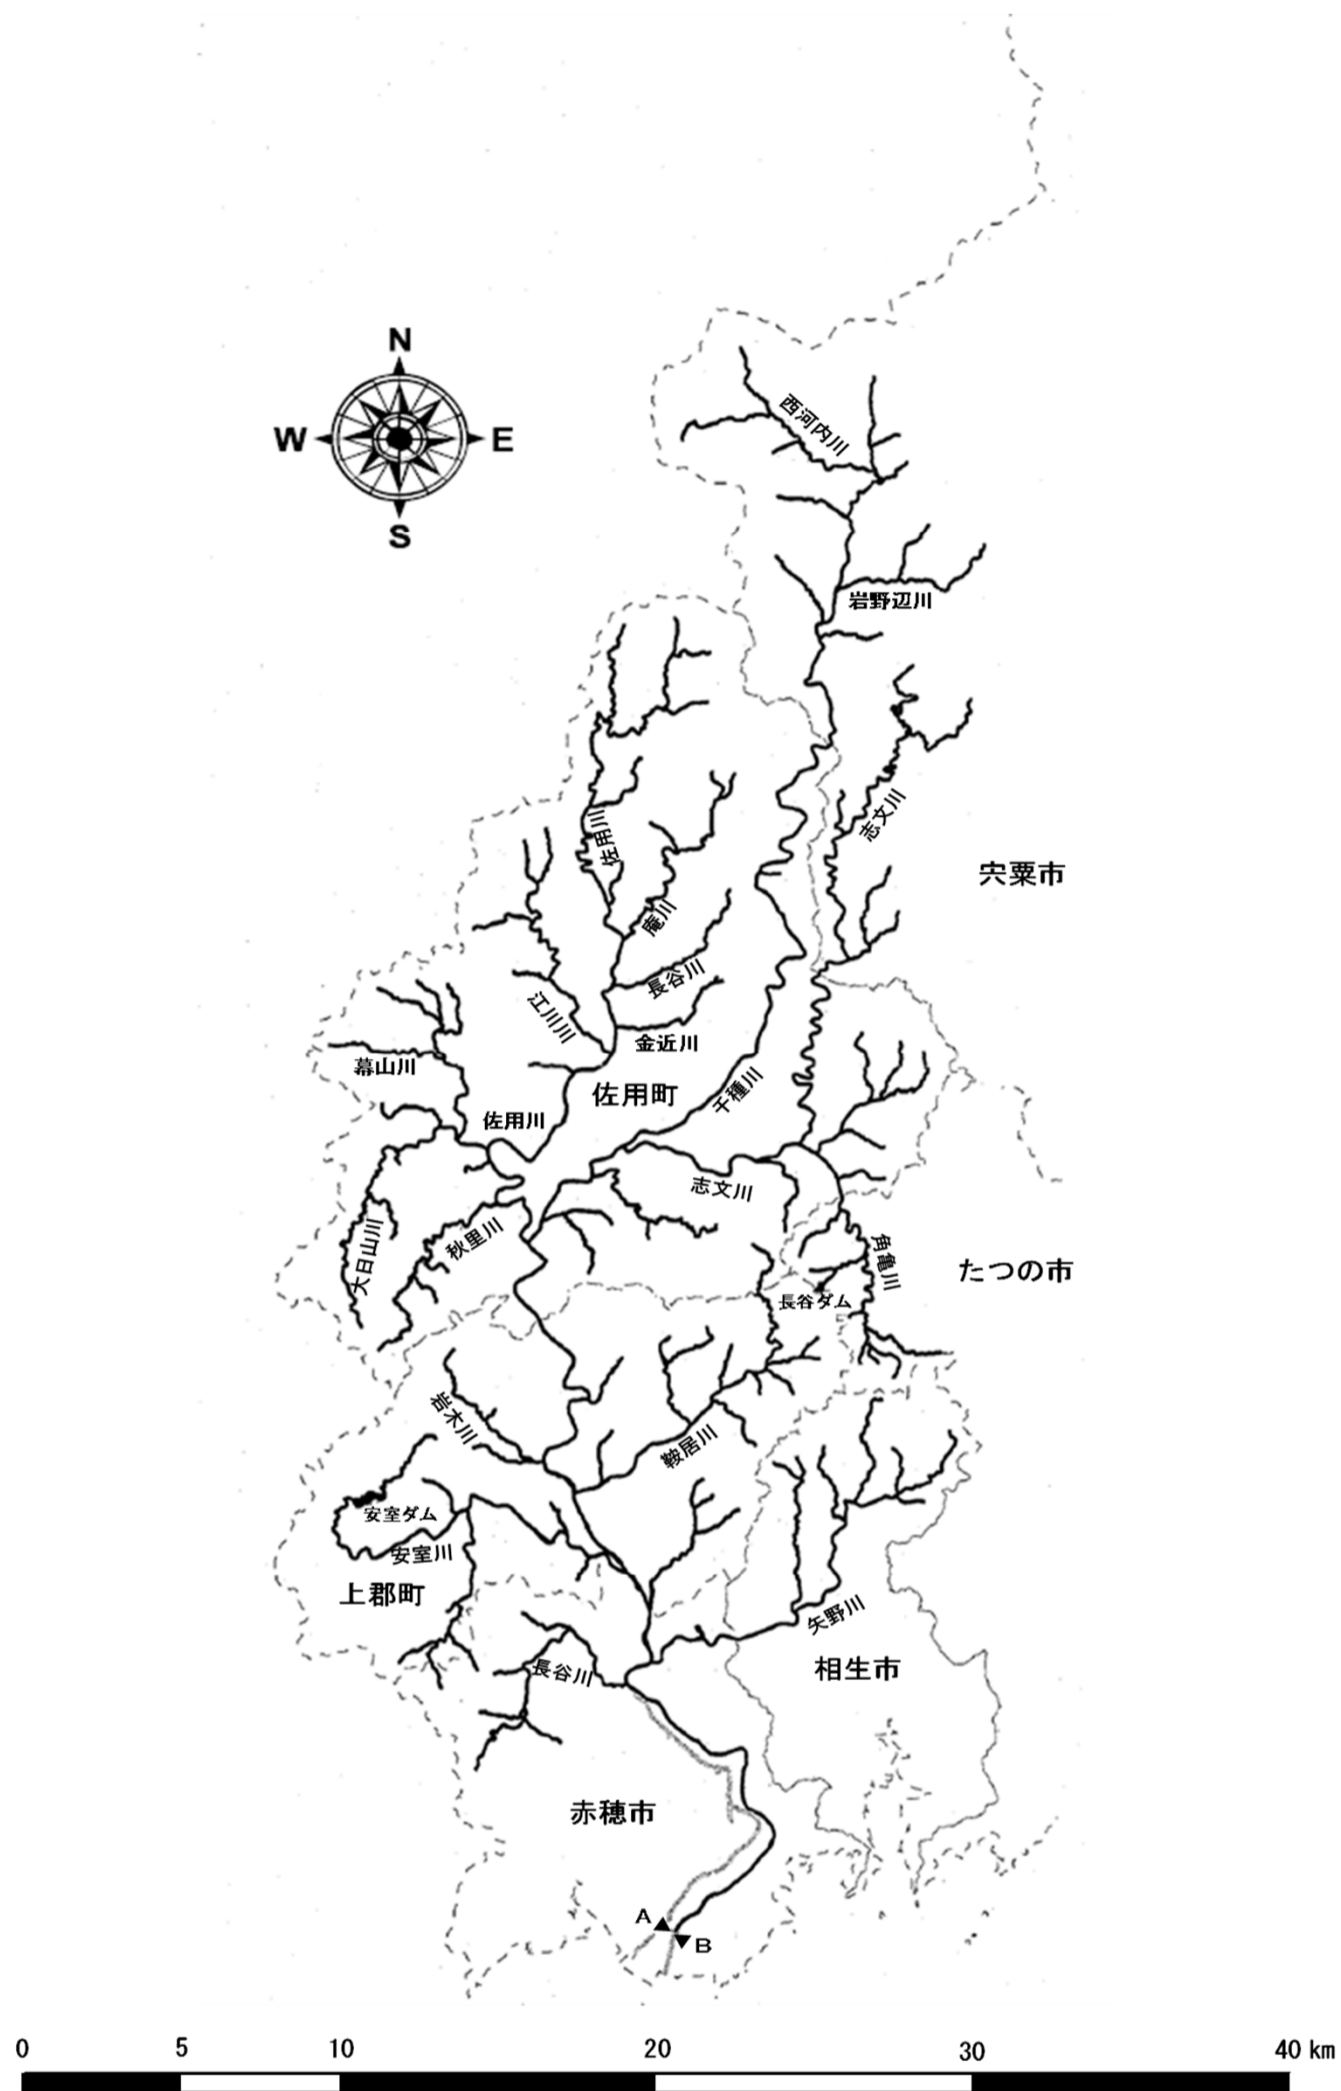 N
W
E
S
西河内川
岩野辺川
志文川
宍粟市
佐用川
庵川
長谷川
江川川
金近川
幕山川
佐用町
千種川
佐用川
志文川
大日山川
秋里川
角亀川
たつの市
長谷ダム
岩木川
鞍居川
安室ダム
安室川
上郡町
矢野川
長谷川
相生市
赤穂市
A
B
0 5 10 20 30 40 km